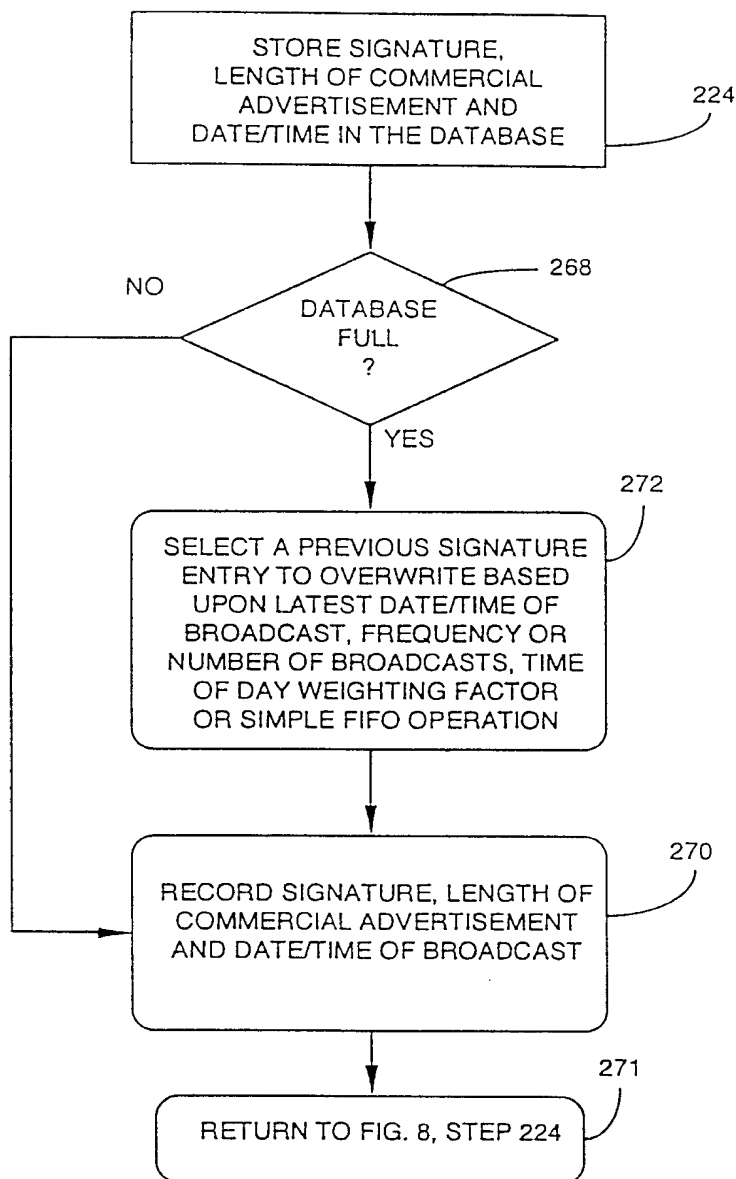 STORE SIGNATURE,
LENGTH OF COMMERCIAL
ADVERTISEMENT AND
DATE/TIME IN THE DATABASE
224
268
NO
DATABASE
FULL
?
YES
272
SELECT A PREVIOUS SIGNATURE
ENTRY TO OVERWRITE BASED
UPON LATEST DATE/TIME OF
BROADCAST, FREQUENCY OR
NUMBER OF BROADCASTS, TIME
OF DAY WEIGHTING FACTOR
OR SIMPLE FIFO OPERATION
270
RECORD SIGNATURE, LENGTH OF
COMMERCIAL ADVERTISEMENT
AND DATE/TIME OF BROADCAST
271
RETURN TO FIG. 8, STEP 224